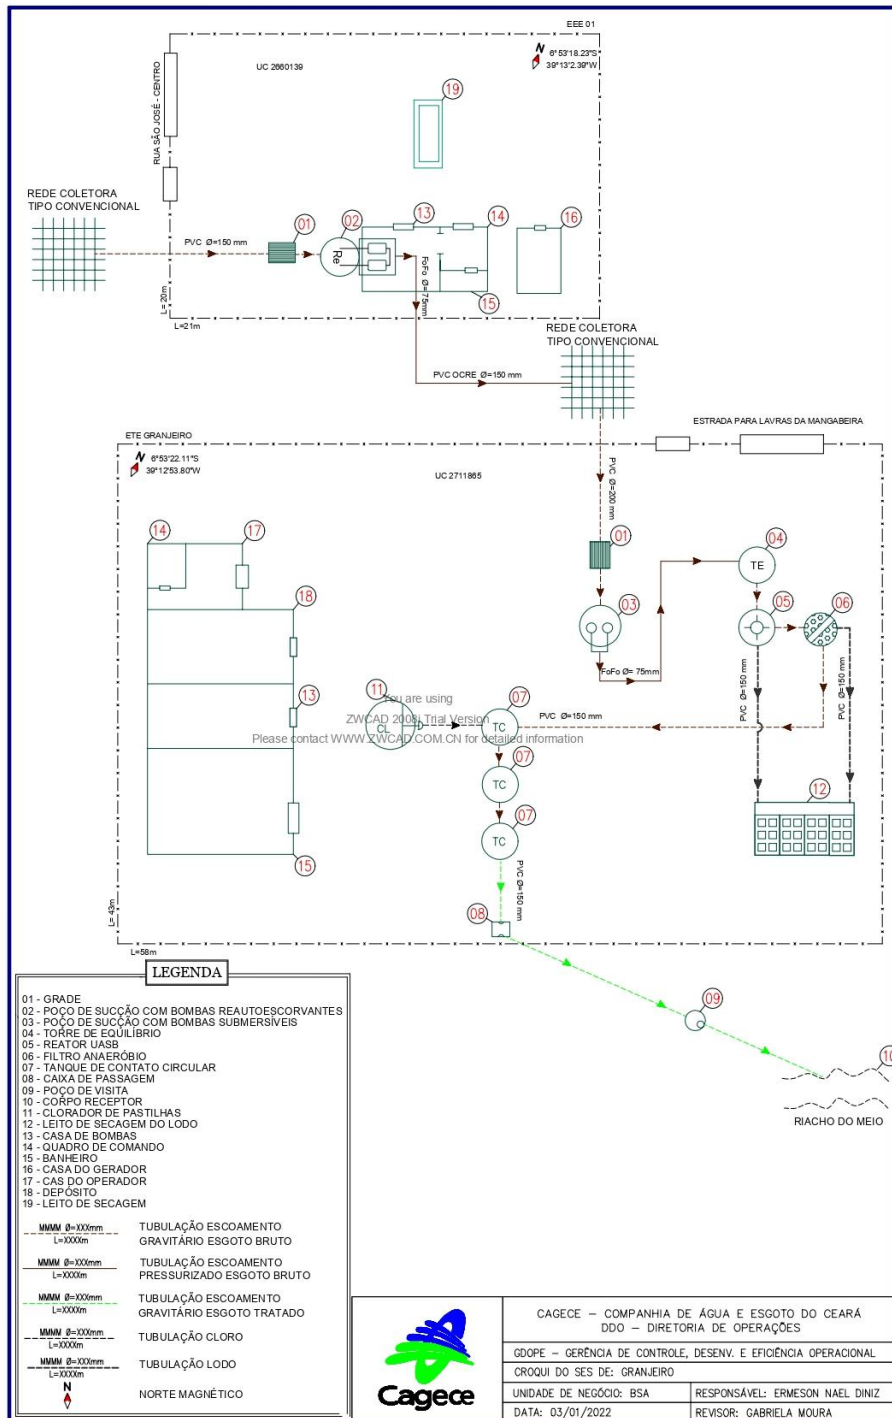 EEE 01
UC 2660139
N
6°53'18.23"S
39°13'2.39"W
RUA SÃO JOSÉ - CENTRO
19
REDE COLETORA
TIPO CONVENCIONAL
PVC Ø=150 mm
01
02
Re
13
14
16
FoFo Ø=75mm
15
L= 20m
L=21m
REDE COLETORA
TIPO CONVENCIONAL
PVC OCRE Ø=150 mm
ESTRADA PARA LAVRAS DA MANGABEIRA
ETE GRANJEIRO
N
6°53'22.11"S
39°12'53.80"W
UC 2711865
PVC Ø=200 mm
14
17
01
04
TE
18
03
05
06
FoFo Ø= 75mm
PVC Ø=150 mm
PVC Ø=150 mm
13
11
CL
07
TC
PVC Ø=150 mm
You are using
ZWCAD 2008i Trial Version
Please contact WWW.ZWCAD.COM.CN for detailed information
07
TC
07
TC
12
15
PVC Ø=150 mm
08
L= 43m
L=58m
09
10
RIACHO DO MEIO
LEGENDA
01 - GRADE
02 - POÇO DE SUCÇÃO COM BOMBAS REAUTOESCORVANTES
03 - POÇO DE SUCÇÃO COM BOMBAS SUBMERSÍVEIS
04 - TORRE DE EQUILÍBRIO
05 - REATOR UASB
06 - FILTRO ANAERÓBIO
07 - TANQUE DE CONTATO CIRCULAR
08 - CAIXA DE PASSAGEM
09 - POÇO DE VISITA
10 - CORPO RECEPTOR
11 - CLORADOR DE PASTILHAS
12 - LEITO DE SECAGEM DO LODO
13 - CASA DE BOMBAS
14 - QUADRO DE COMANDO
15 - BANHEIRO
16 - CASA DO GERADOR
17 - CAS DO OPERADOR
18 - DEPÓSITO
19 - LEITO DE SECAGEM
MMMM Ø=XXXmm
L=XXXXm
TUBULAÇÃO ESCOAMENTO
GRAVITÁRIO ESGOTO BRUTO
MMMM Ø=XXXmm
L=XXXXm
TUBULAÇÃO ESCOAMENTO
PRESSURIZADO ESGOTO BRUTO
MMMM Ø=XXXmm
L=XXXXm
TUBULAÇÃO ESCOAMENTO
GRAVITÁRIO ESGOTO TRATADO
MMMM Ø=XXXmm
L=XXXXm
TUBULAÇÃO CLORO
MMMM Ø=XXXmm
L=XXXXm
TUBULAÇÃO LODO
N
NORTE MAGNÉTICO
Cagece
CAGECE – COMPANHIA DE ÁGUA E ESGOTO DO CEARÁ
DDO – DIRETORIA DE OPERAÇÕES
GDOPE – GERÊNCIA DE CONTROLE, DESENV. E EFICIÊNCIA OPERACIONAL
CROQUI DO SES DE: GRANJEIRO
UNIDADE DE NEGÓCIO: BSA
RESPONSÁVEL: ERMESON NAEL DINIZ
DATA: 03/01/2022
REVISOR: GABRIELA MOURA